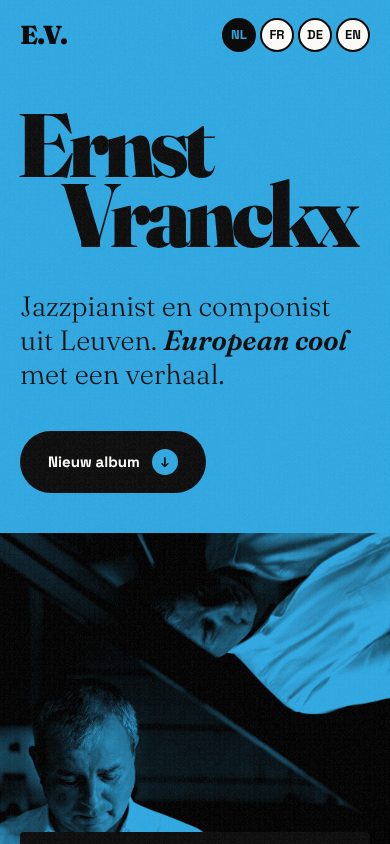 E.V.
NL FR DE EN
Ernst
Vranckx
Jazzpianist en componist
uit Leuven. European cool
met een verhaal.
Nieuw album